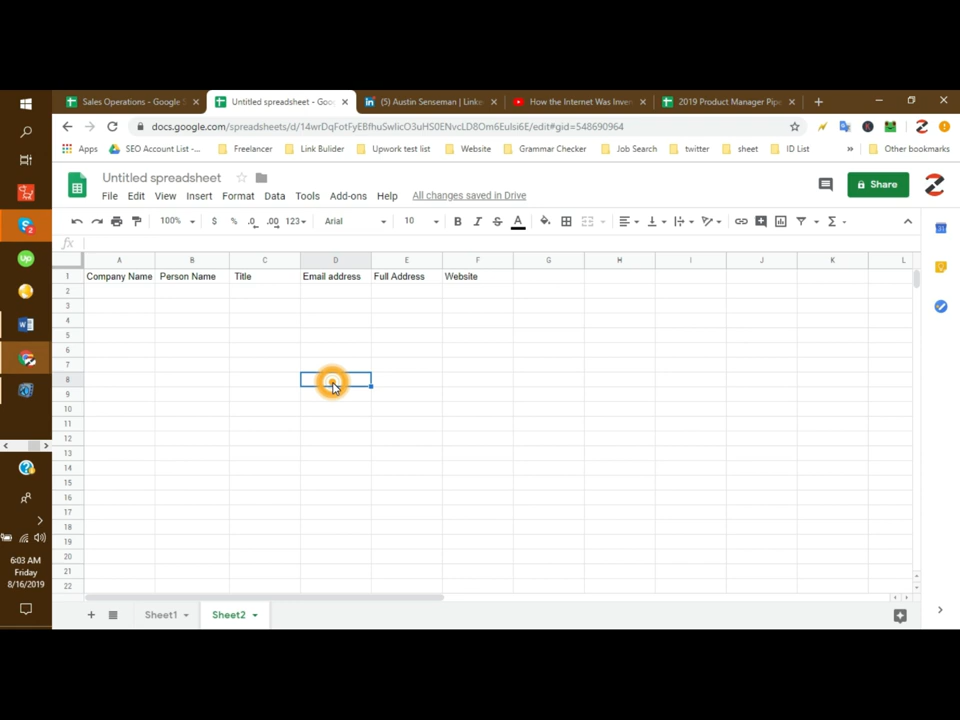 Sales Operations - Google S
Untitled spreadsheet - Goo
(5) Austin Senseman | Linke
How the Internet Was Inven
2019 Product Manager Pipe
docs.google.com/spreadsheets/d/14wrDqFotFyEBfhuSwlicO3uHS0ENvcLD8Om6Eulsi6E/edit#gid=548690964
Apps
SEO Account List -...
Freelancer
Link Builder
Upwork test list
Website
Grammar Checker
Job Search
twitter
sheet
ID List
»
Other bookmarks
Untitled spreadsheet
File Edit View Insert Format Data Tools Add-ons Help All changes saved in Drive
Share
100% $ % .0 .00 123 Arial 10 B I S A
fx
A B C D E F G H I J K L
1 Company Name Person Name Title Email address Full Address Website
2
3
4
5
6
7
8
9
10
11
12
13
14
15
16
17
18
19
20
21
22
Sheet1 Sheet2
Up
6:03 AM
Friday
8/16/2019